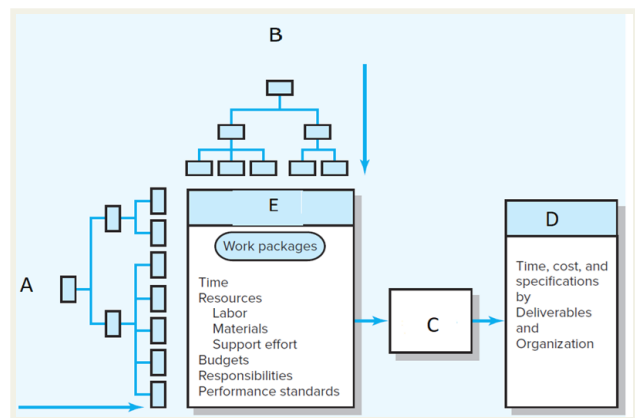 B
A
E
Work packages
Time
Resources
Labor
Materials
Support effort
Budgets
Responsibilities
Performance standards
C
D
Time, cost, and
specifications
by
Deliverables
and
Organization